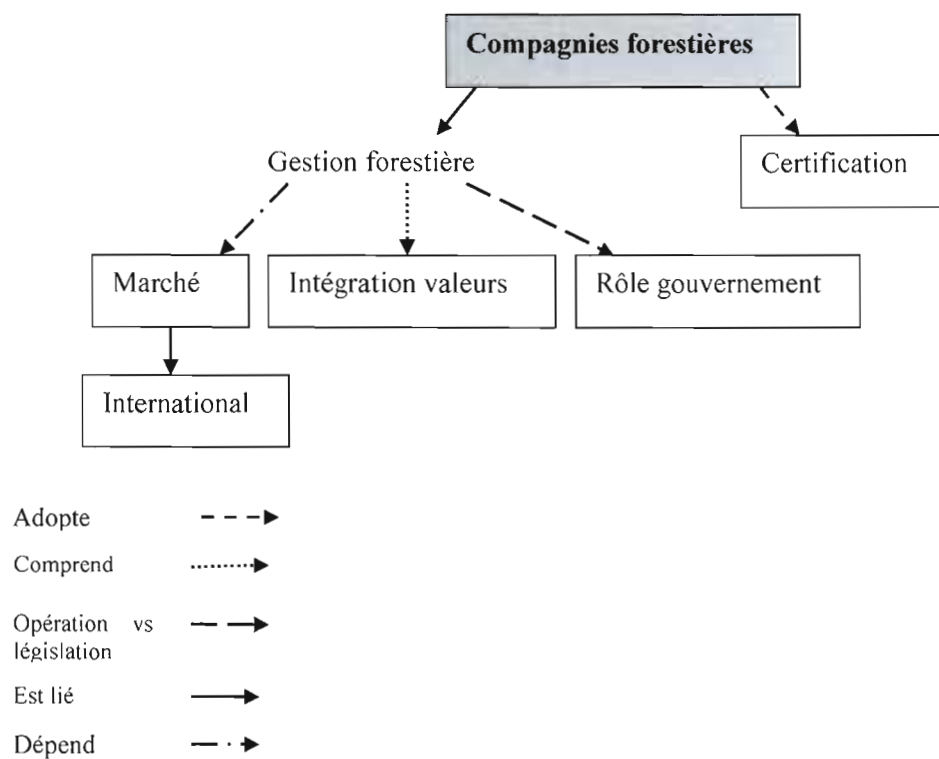 Compagnies forestières
Gestion forestière
Certification
Marché
Intégration valeurs
Rôle gouvernement
International
Adopte
Comprend
Opération vs
législation
Est lié
Dépend